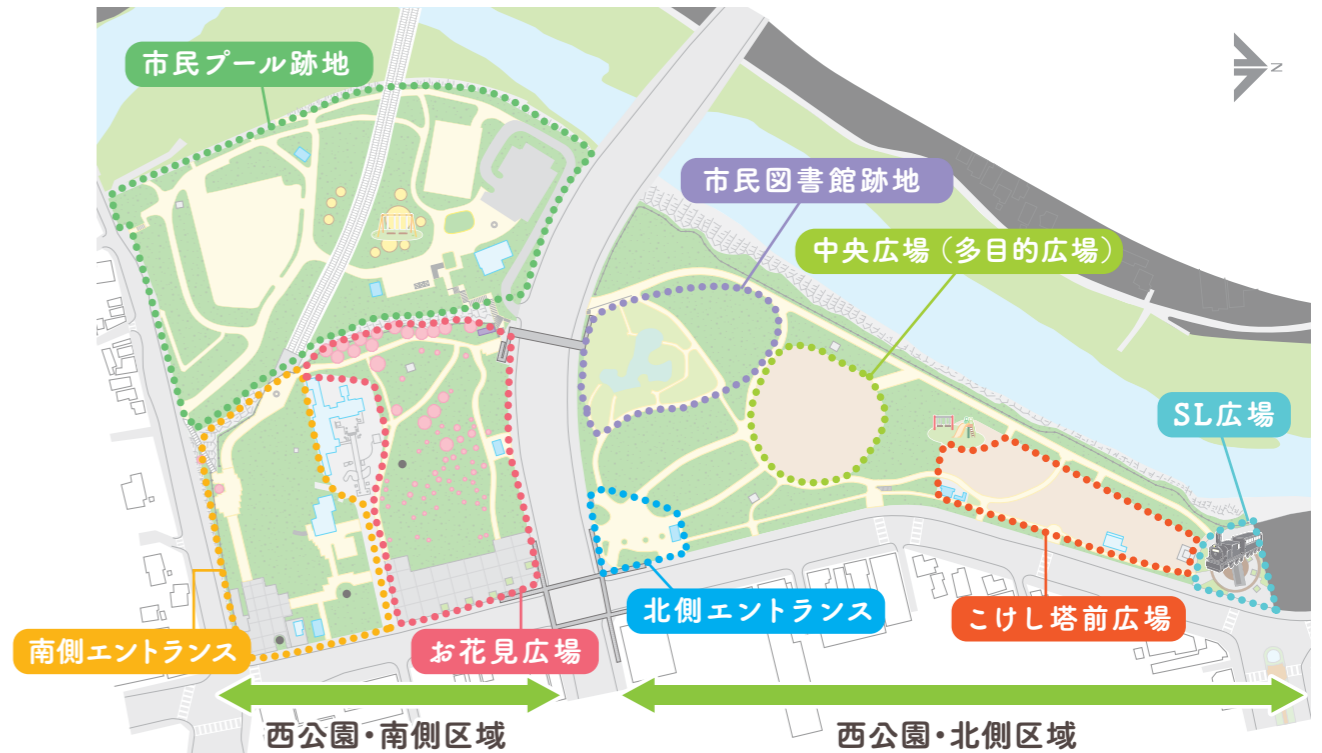 市民プール跡地
N
市民図書館跡地
中央広場（多目的広場）
SL広場
北側エントランス
こけし塔前広場
南側エントランス
お花見広場
西公園・南側区域
西公園・北側区域